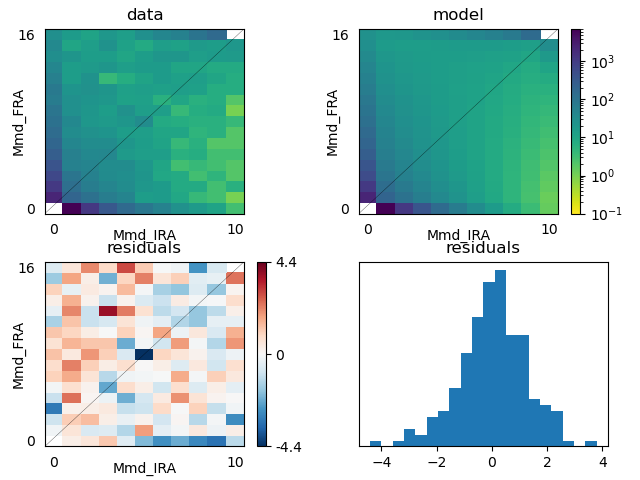 data
model
16
Mmd_FRA
0
0
Mmd_IRA
10
16
Mmd_FRA
0
0
Mmd_IRA
10
10³
10²
10¹
10⁰
10⁻¹
residuals
residuals
16
Mmd_FRA
0
0
Mmd_IRA
10
4.4
0
-4.4
−4
−2
0
2
4